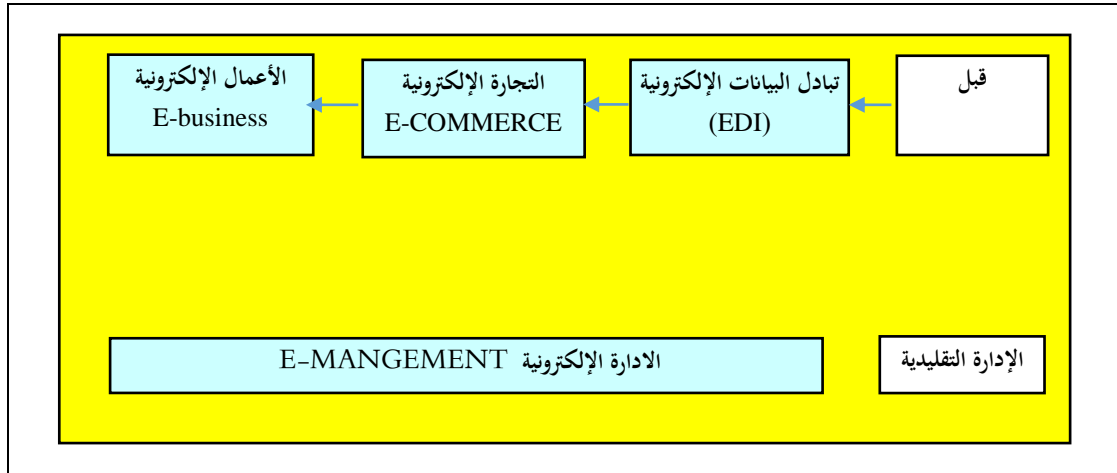 قبل
تبادل البيانات الإلكترونية
(EDI)
التجارة الإلكترونية
E-COMMERCE
الأعمال الإلكترونية
E-business
الإدارة التقليدية
الادارة الإلكترونية E-MANGEMENT